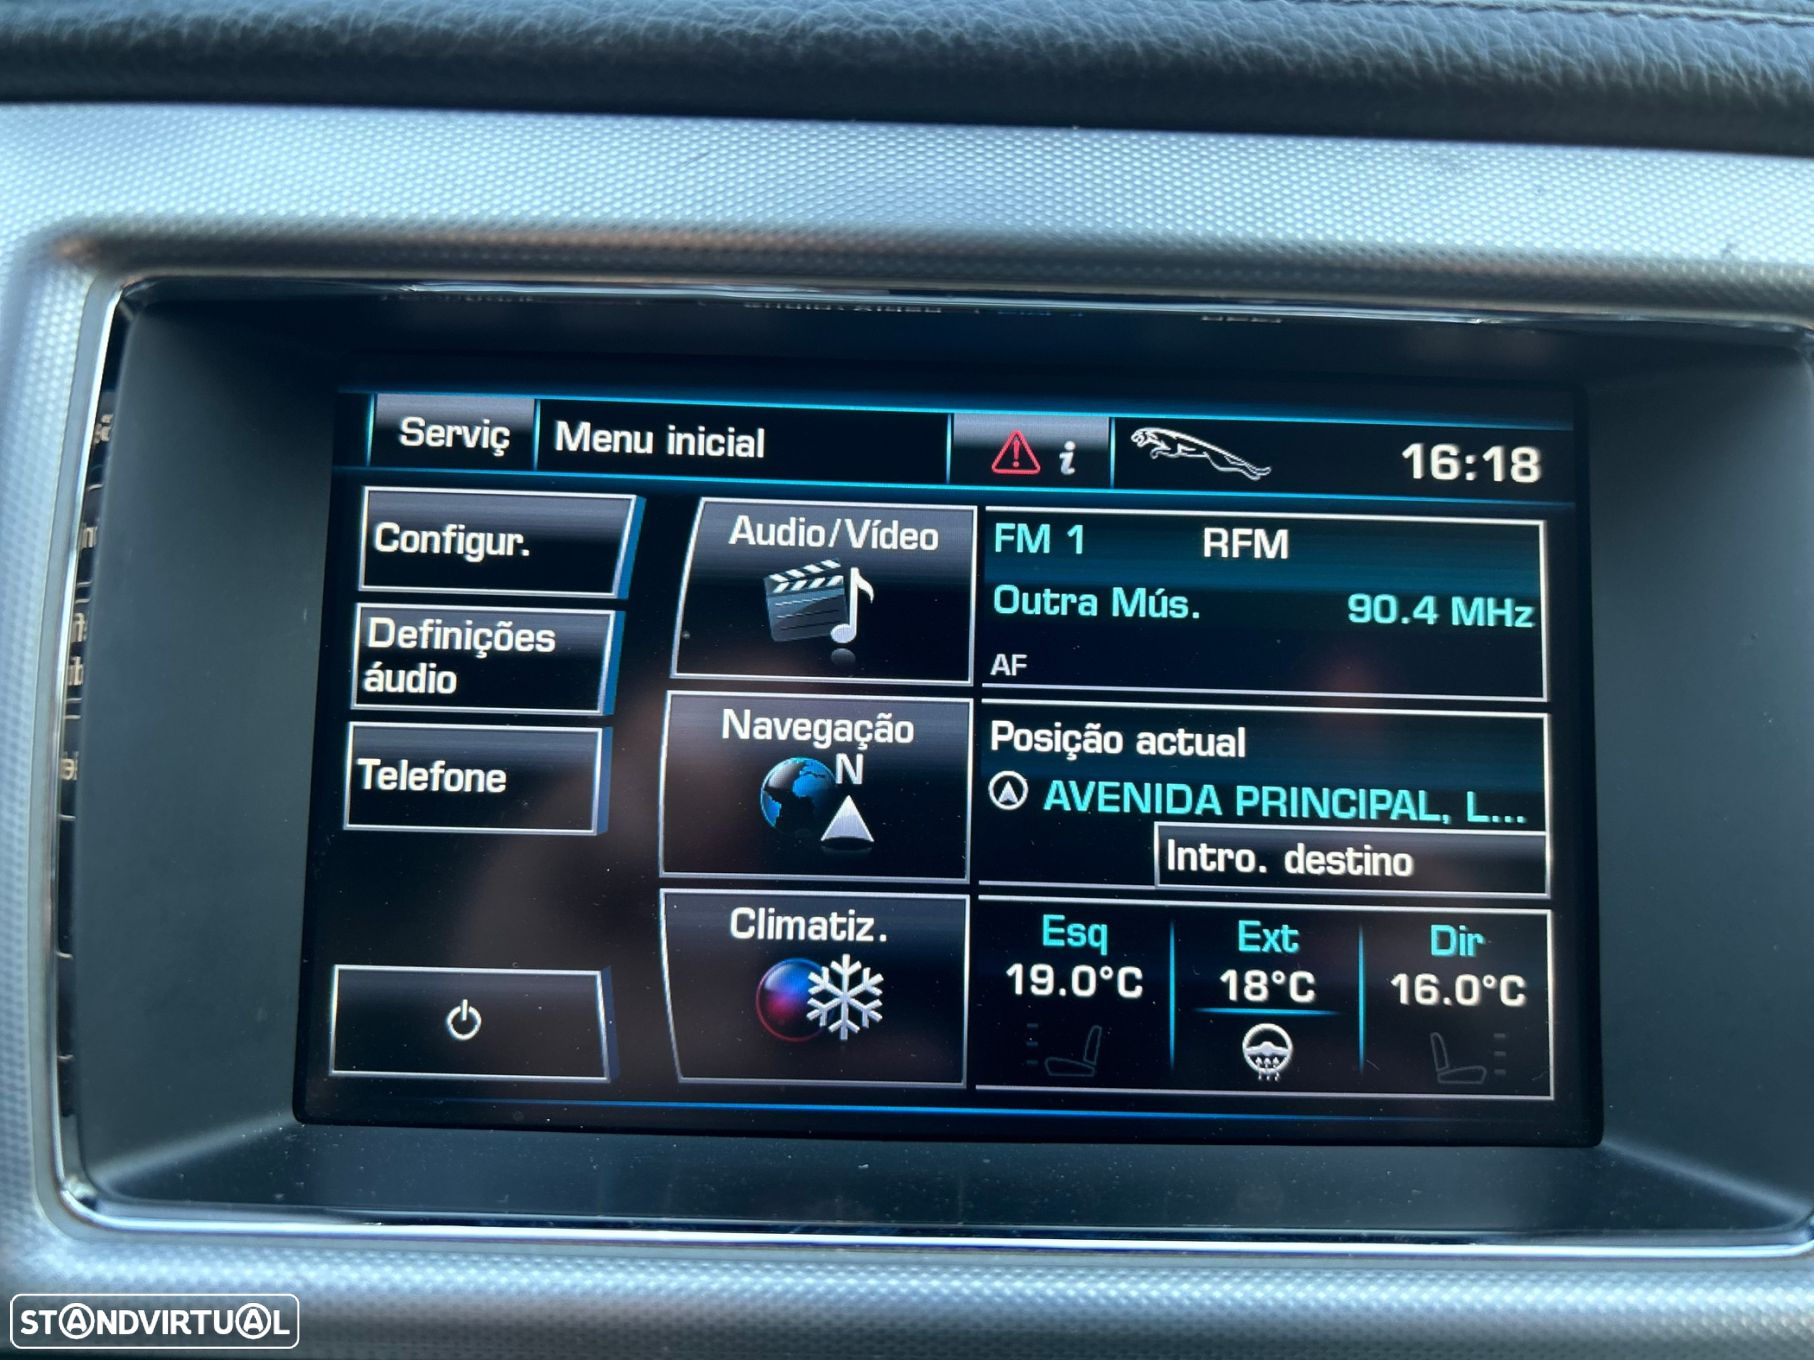 Serviç
Menu inicial
i
16:18
Configur.
Definições
áudio
Telefone
Audio/Vídeo
Navegação
N
Climatiz.
FM 1
RFM
Outra Mús.
90.4 MHz
AF
Posição actual
AVENIDA PRINCIPAL, L...
Intro. destino
Esq
19.0°C
Ext
18°C
Dir
16.0°C
STANDVIRTUAL